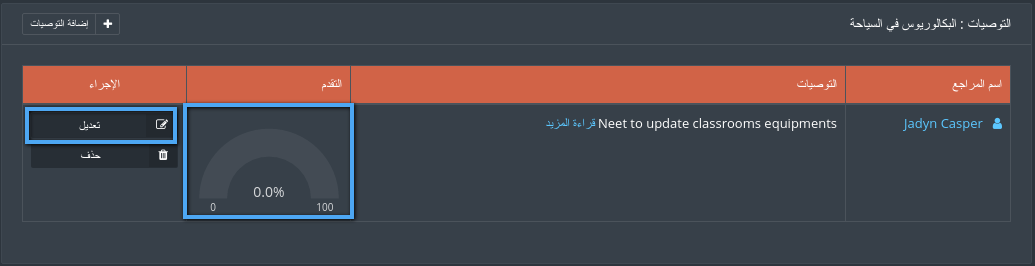 التوصيات : البكالوريوس في السياحة
إضافة التوصيات
اسم المراجع
التوصيات
التقدم
الإجراء
Jadyn Casper
Neet to update classrooms equipments قراءة المزيد
0.0%
0
100
تعديل
حذف